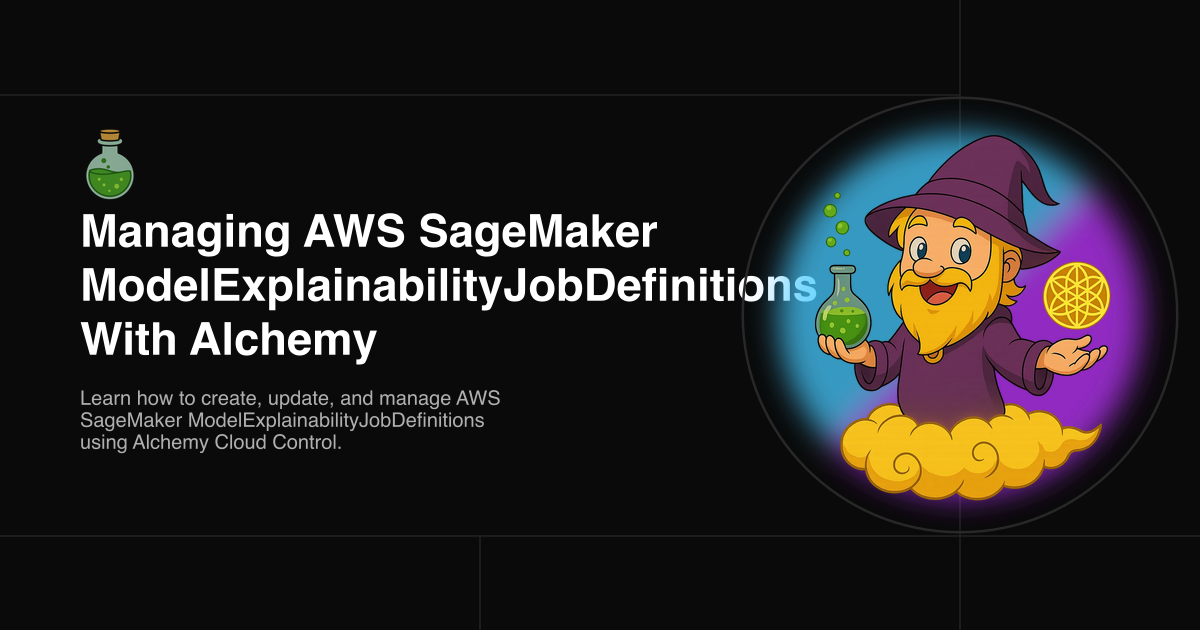 Managing AWS SageMaker
ModelExplainabilityJobDefinitions
With Alchemy
Learn how to create, update, and manage AWS
SageMaker ModelExplainabilityJobDefinitions
using Alchemy Cloud Control.